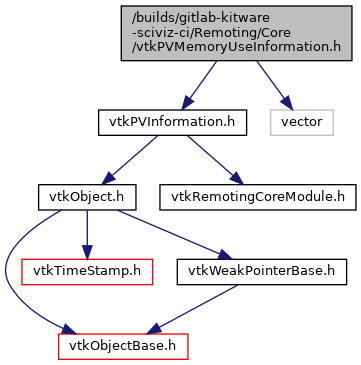 /builds/gitlab-kitware
-sciviz-ci/Remoting/Core
/vtkPVMemoryUseInformation.h
vtkPVInformation.h
vector
vtkObject.h
vtkRemotingCoreModule.h
vtkTimeStamp.h
vtkWeakPointerBase.h
vtkObjectBase.h